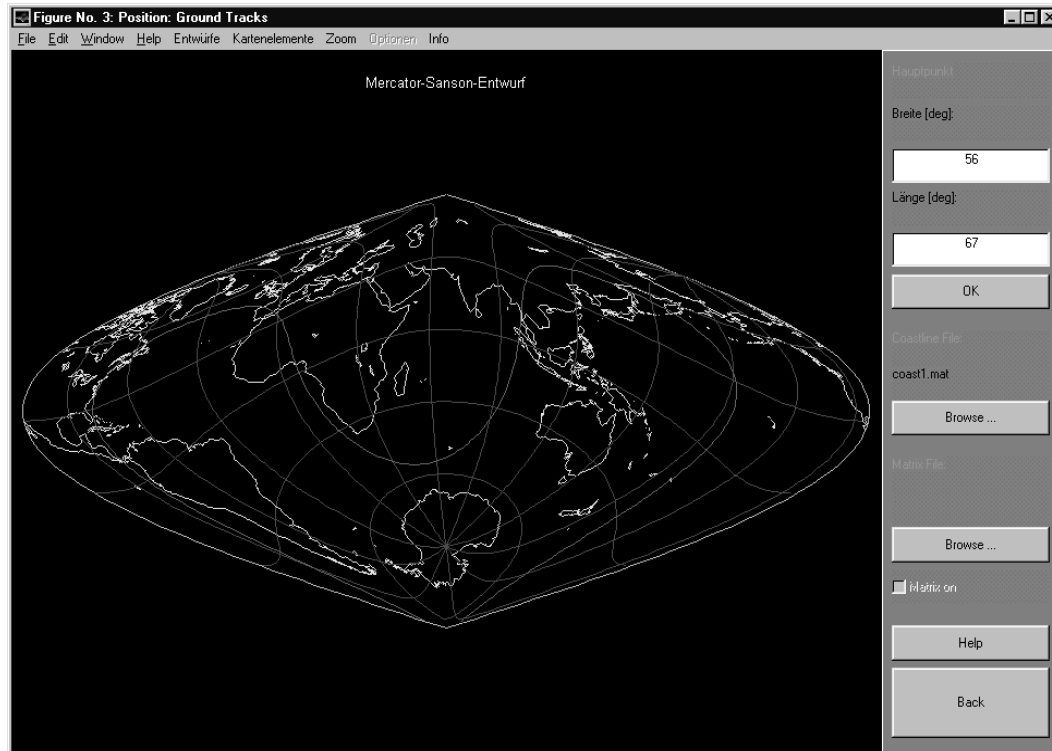 Figure No. 3: Position: Ground Tracks
File Edit Window Help Entwürfe Kartenelemente Zoom Optionen Info
Mercator-Sanson-Entwurf
Hauptpunkt
Breite [deg]:
56
Länge [deg]:
67
OK
Coastline File:
coast1.mat
Browse ...
Matrix File:
Browse ...
Matrix on
Help
Back